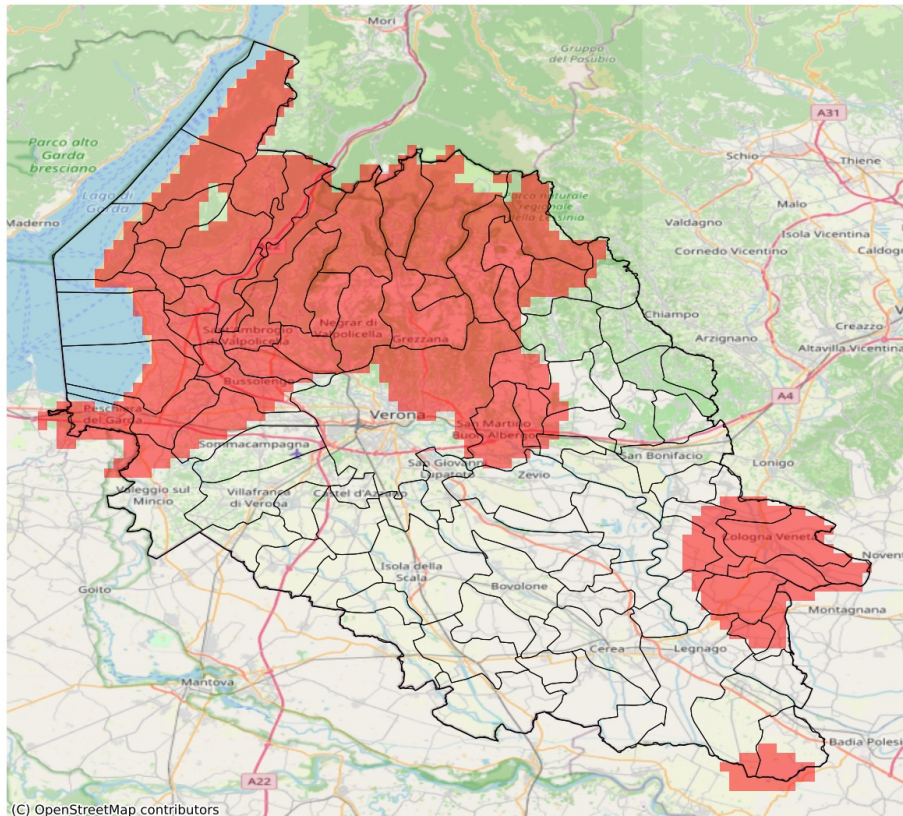 Mori
Gruppo
del Pasubio
A31
Parco alto
Garda
bresciano
Schio
Thiene
Lago di
Garda
Parco naturale
regionale
della Lessinia
Malo
Maderno
Valdagno
Isola Vicentina
Cornedo Vicentino
Caldogn
Chiampo
Sant'Ambrogio
di Valpolicella
Negrar di
Valpolicella
Grezzana
Creazzo
Arzignano
Altavilla Vicentina
Bussolengo
A4
Peschiera
del Garda
Verona
San Martino
Buon Albergo
Sommacampagna
San Bonifacio
Lonigo
San Giovanni
Lupatoto
Zevio
Valeggio sul
Mincio
Villafranca
di Verona
Castel d'Azzano
Cologna Veneta
Novent
Isola della
Scala
Goito
Bovolone
Montagnana
Cerea
Legnago
Mantova
Badia Polesi
A22
(C) OpenStreetMap contributors